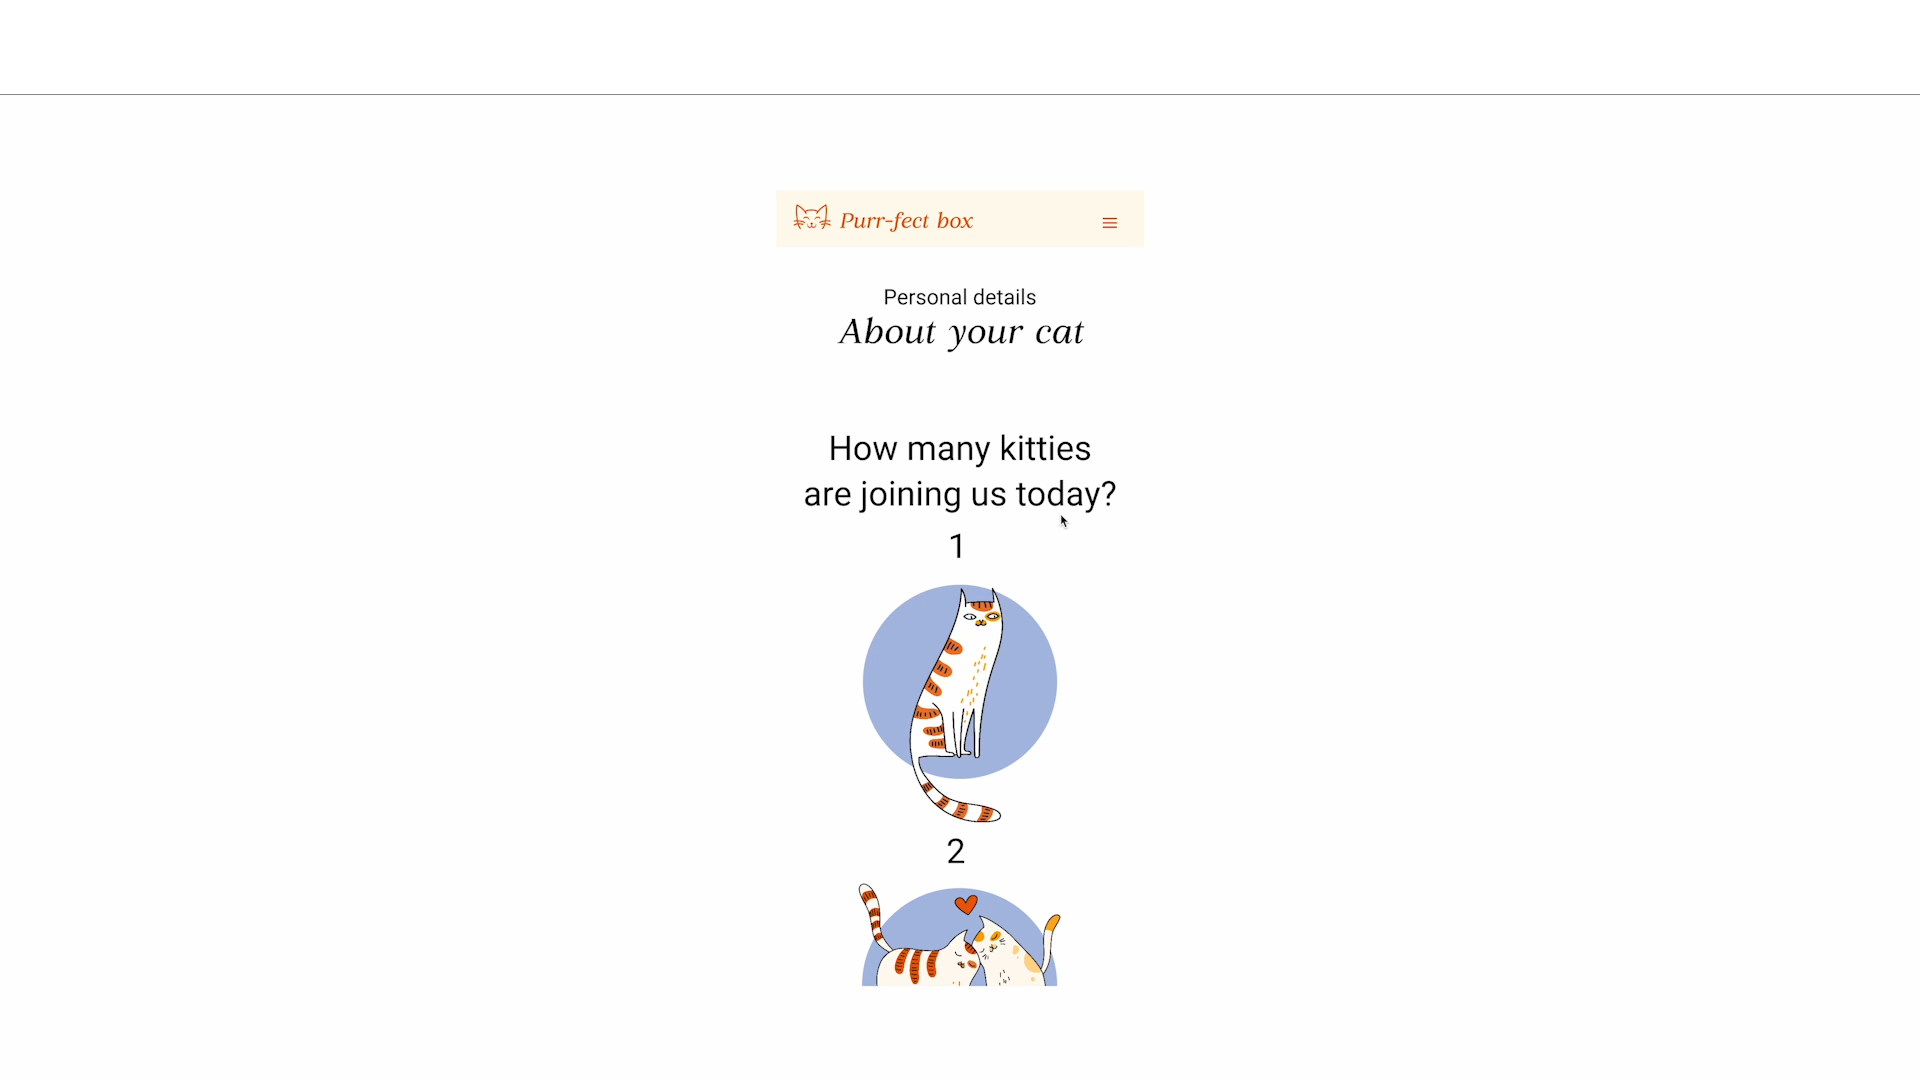 Purr-fect box
Personal details
About your cat
How many kitties
are joining us today?
1
2